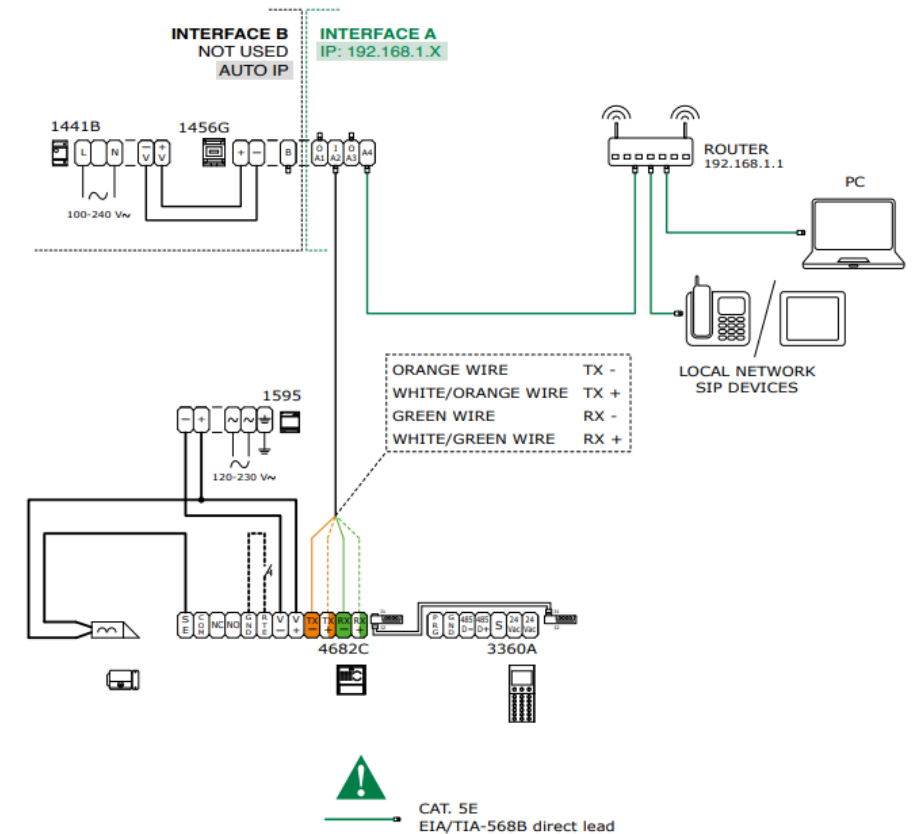 INTERFACE B
NOT USED
AUTO IP
INTERFACE A
IP: 192.168.1.X
1441B
1456G
L N
– V
+ V
+ –
B
O A1
I A2
O A3
A4
100-240 V~
ROUTER
192.168.1.1
PC
LOCAL NETWORK
SIP DEVICES
ORANGE WIRE TX -
WHITE/ORANGE WIRE TX +
GREEN WIRE RX -
WHITE/GREEN WIRE RX +
1595
– +
~ ~
120-230 V~
SE
COM
NC
NO
GND
RTE
V –
V +
TX –
TX +
RX –
RX +
4682C
PRG
GND
485 D–
485 D+
S
24 Vac
24 Vac
3360A
CAT. 5E
EIA/TIA-568B direct lead